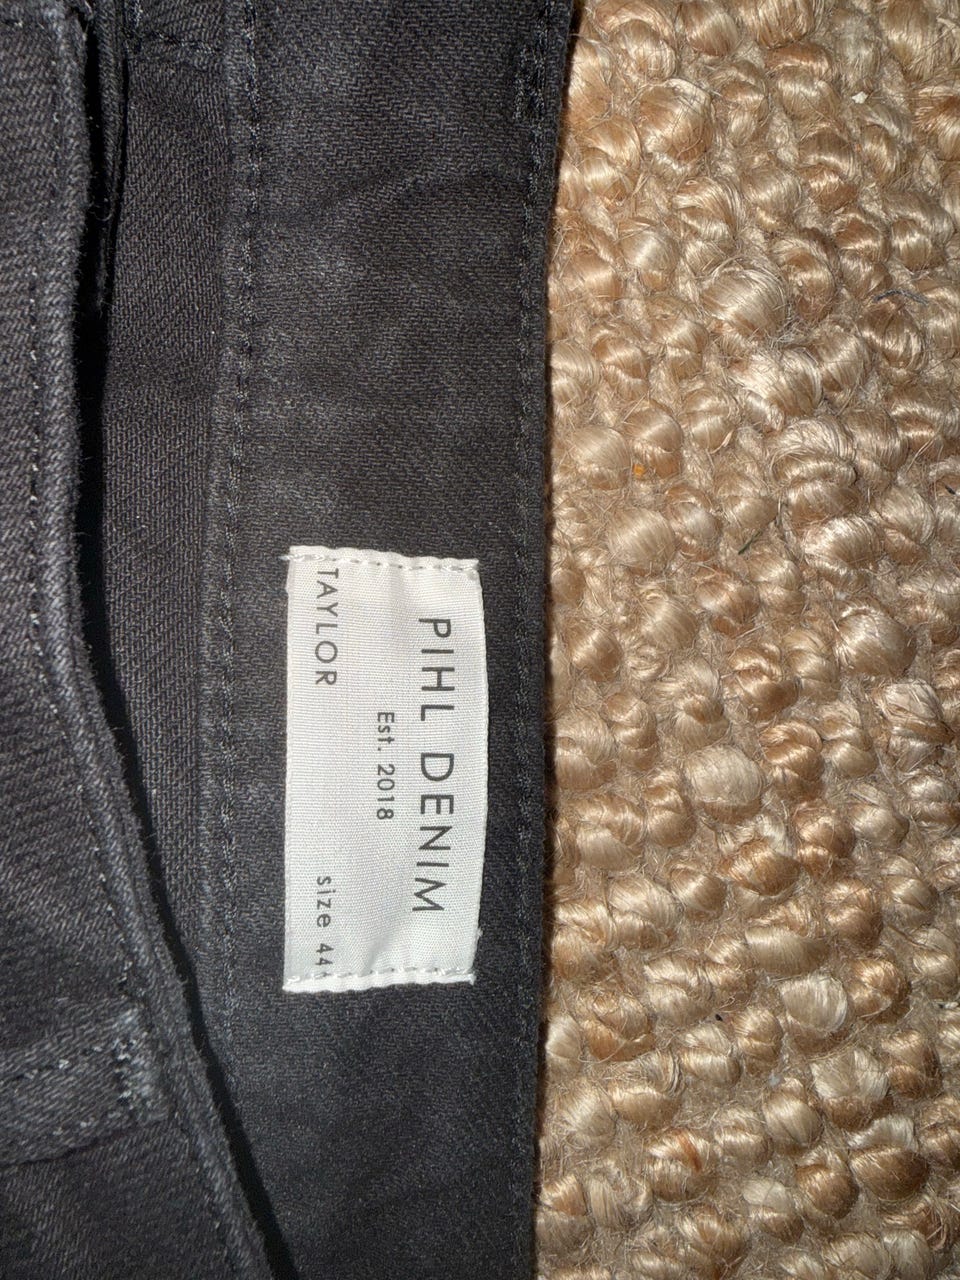 PIHL DENIM
Est. 2018
TAYLOR size 44